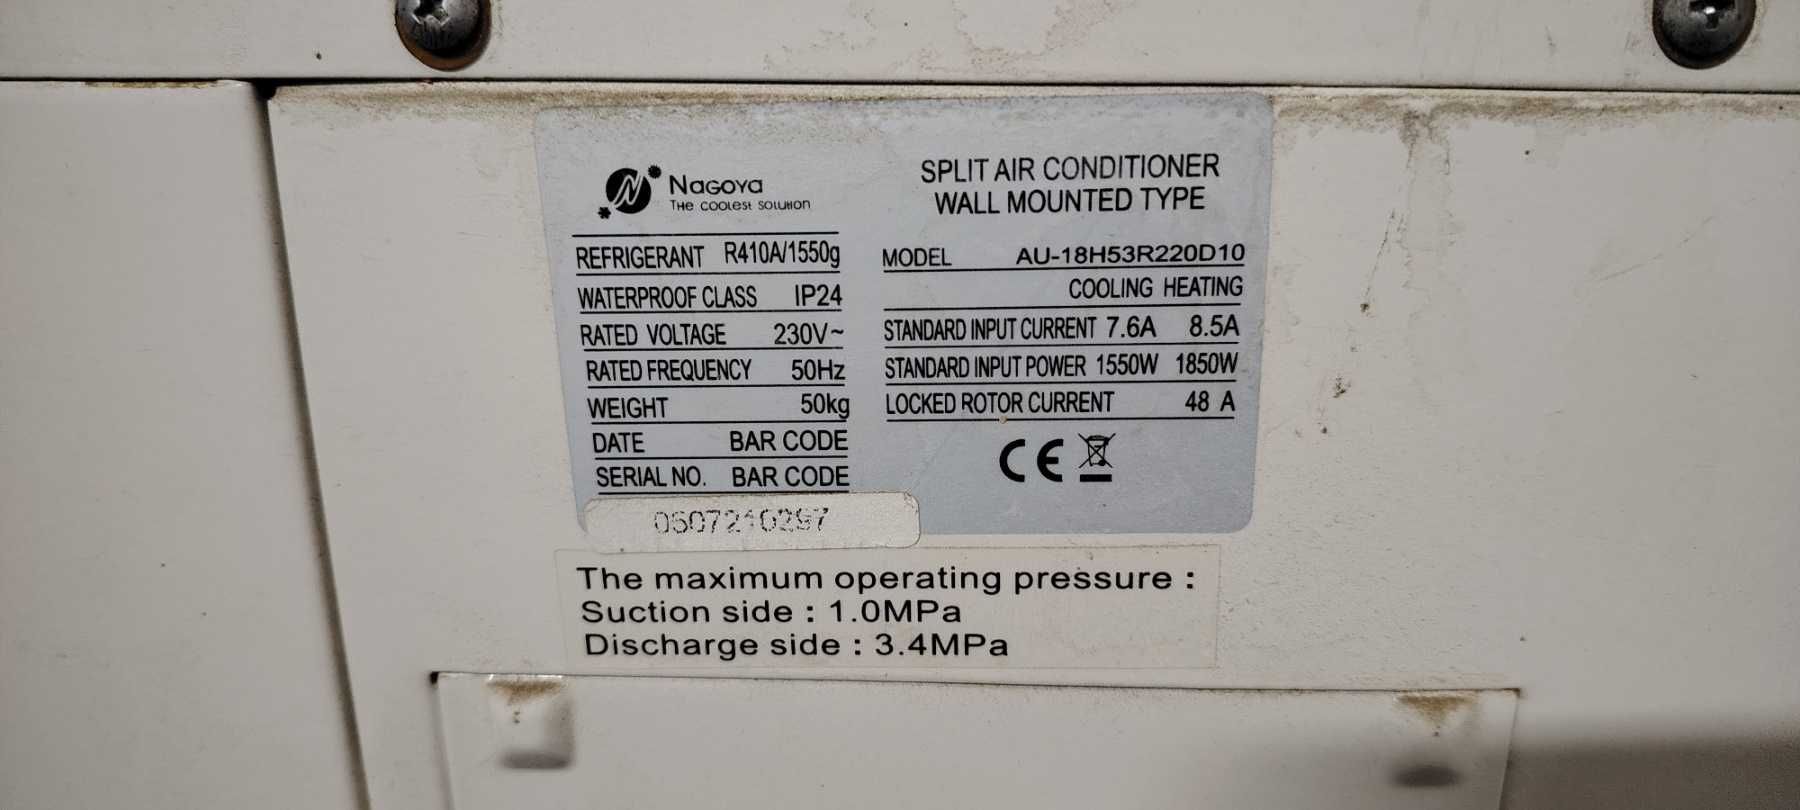 Nagoya
The coolest solution
REFRIGERANT R410A/1550g
WATERPROOF CLASS IP24
RATED VOLTAGE 230V~
RATED FREQUENCY 50Hz
WEIGHT 50kg
DATE BAR CODE
SERIAL NO. BAR CODE
0507210297
SPLIT AIR CONDITIONER
WALL MOUNTED TYPE
MODEL AU-18H53R220D10
COOLING HEATING
STANDARD INPUT CURRENT 7.6A 8.5A
STANDARD INPUT POWER 1550W 1850W
LOCKED ROTOR CURRENT 48 A
CE
The maximum operating pressure :
Suction side : 1.0MPa
Discharge side : 3.4MPa